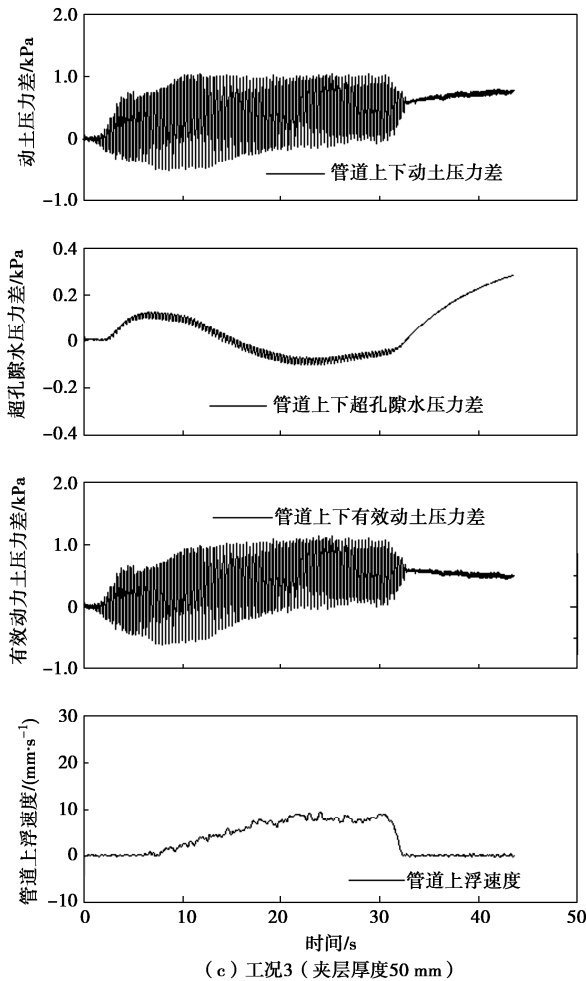 2.0
1.0
0
−1.0
动土压力差/kPa
管道上下动土压力差
0.4
0.2
0
−0.2
−0.4
超孔隙水压力差/kPa
管道上下超孔隙水压力差
2.0
1.0
0
−1.0
有效动力土压力差/kPa
管道上下有效动土压力差
30
20
10
0
−10
管道上浮速度/(mm·s⁻¹)
管道上浮速度
0 10 20 30 40 50
时间/s
（c）工况3（夹层厚度50 mm）